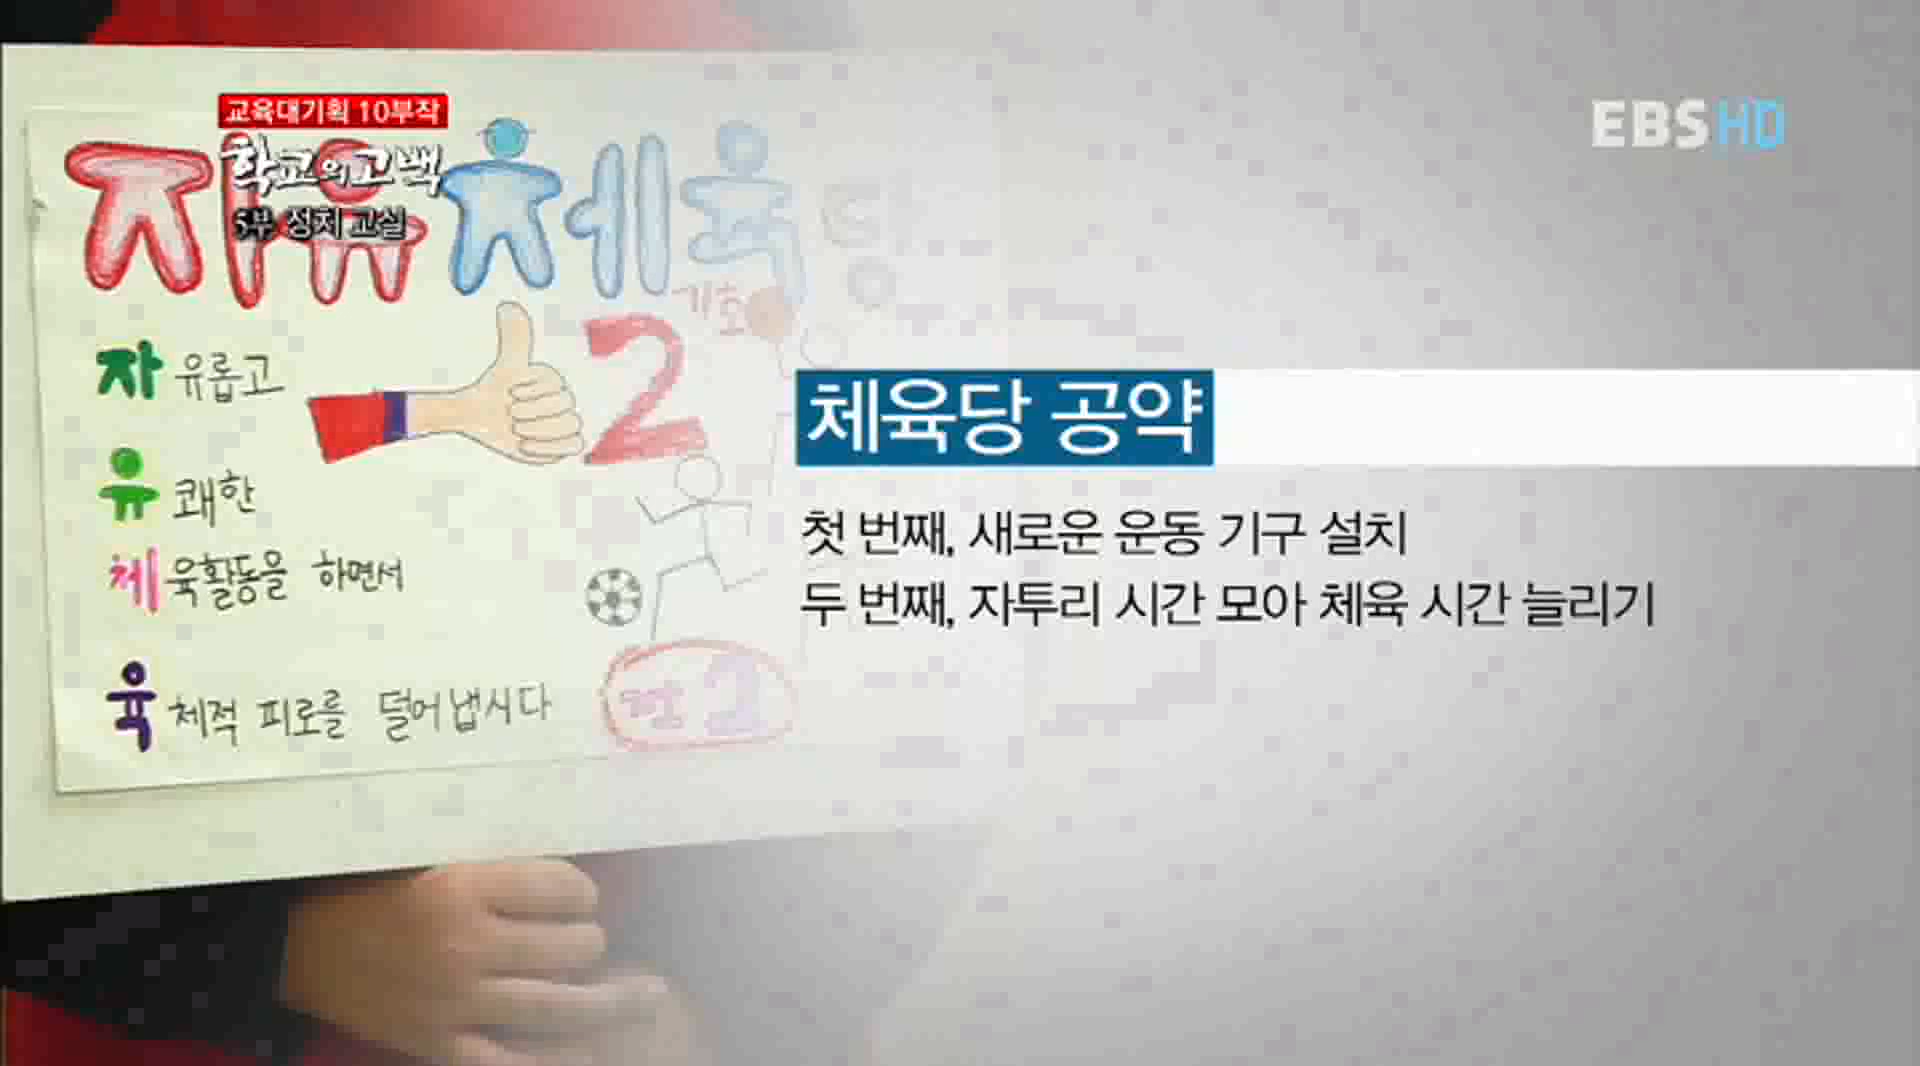 교육대기획 10부작
학교의 고백
5부 정치 교실
EBS HD
자유체육당
기호
2
자유롭고
유쾌한
체육활동을 하면서
육체적 피로를 덜어냅시다
체육당 공약
첫 번째, 새로운 운동 기구 설치
두 번째, 자투리 시간 모아 체육 시간 늘리기